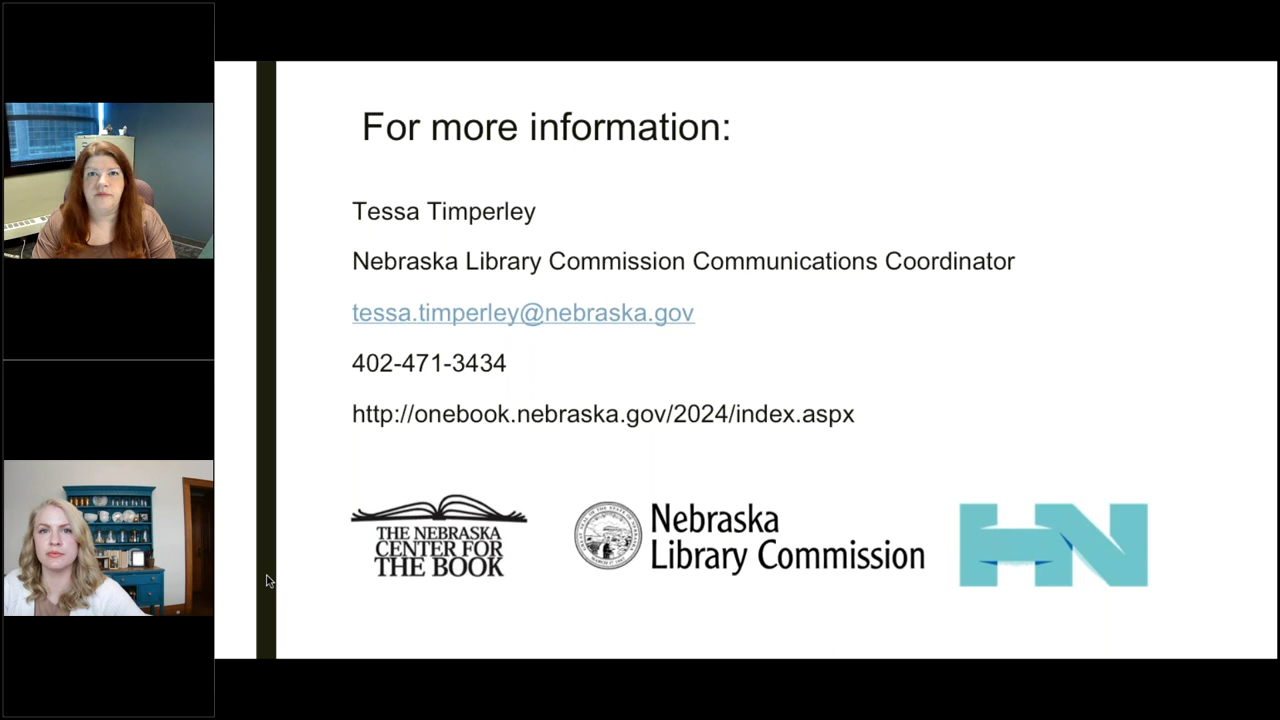 For more information:
Tessa Timperley
Nebraska Library Commission Communications Coordinator
tessa.timperley@nebraska.gov
402-471-3434
http://onebook.nebraska.gov/2024/index.aspx
THE NEBRASKA
CENTER FOR
THE BOOK
Nebraska
Library Commission
HN